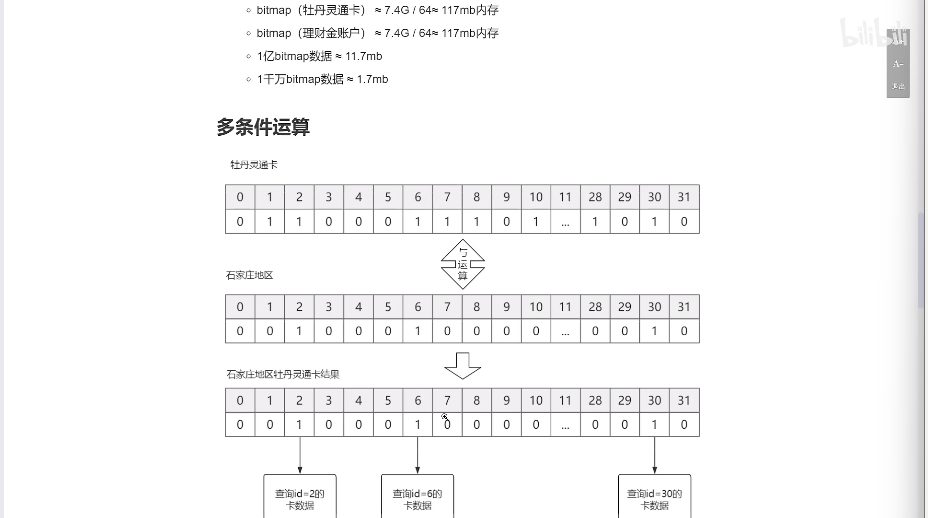 bitmap（牡丹灵通卡）≈ 7.4G / 64≈ 117mb内存
bitmap（理财金账户）≈ 7.4G / 64≈ 117mb内存
1亿bitmap数据 ≈ 11.7mb
1千万bitmap数据 ≈ 1.7mb
bilibili
A-
多条件运算
牡丹灵通卡
0 1 2 3 4 5 6 7 8 9 10 11 28 29 30 31
0 1 1 0 0 0 1 1 1 0 1 ... 1 0 1 0
与
运
算
石家庄地区
0 1 2 3 4 5 6 7 8 9 10 11 28 29 30 31
0 0 1 0 0 0 1 0 0 0 0 ... 0 0 1 0
石家庄地区牡丹灵通卡结果
0 1 2 3 4 5 6 7 8 9 10 11 28 29 30 31
0 0 1 0 0 0 1 0 0 0 0 ... 0 0 1 0
查询id=2的
卡数据
查询id=6的
卡数据
查询id=30的
卡数据